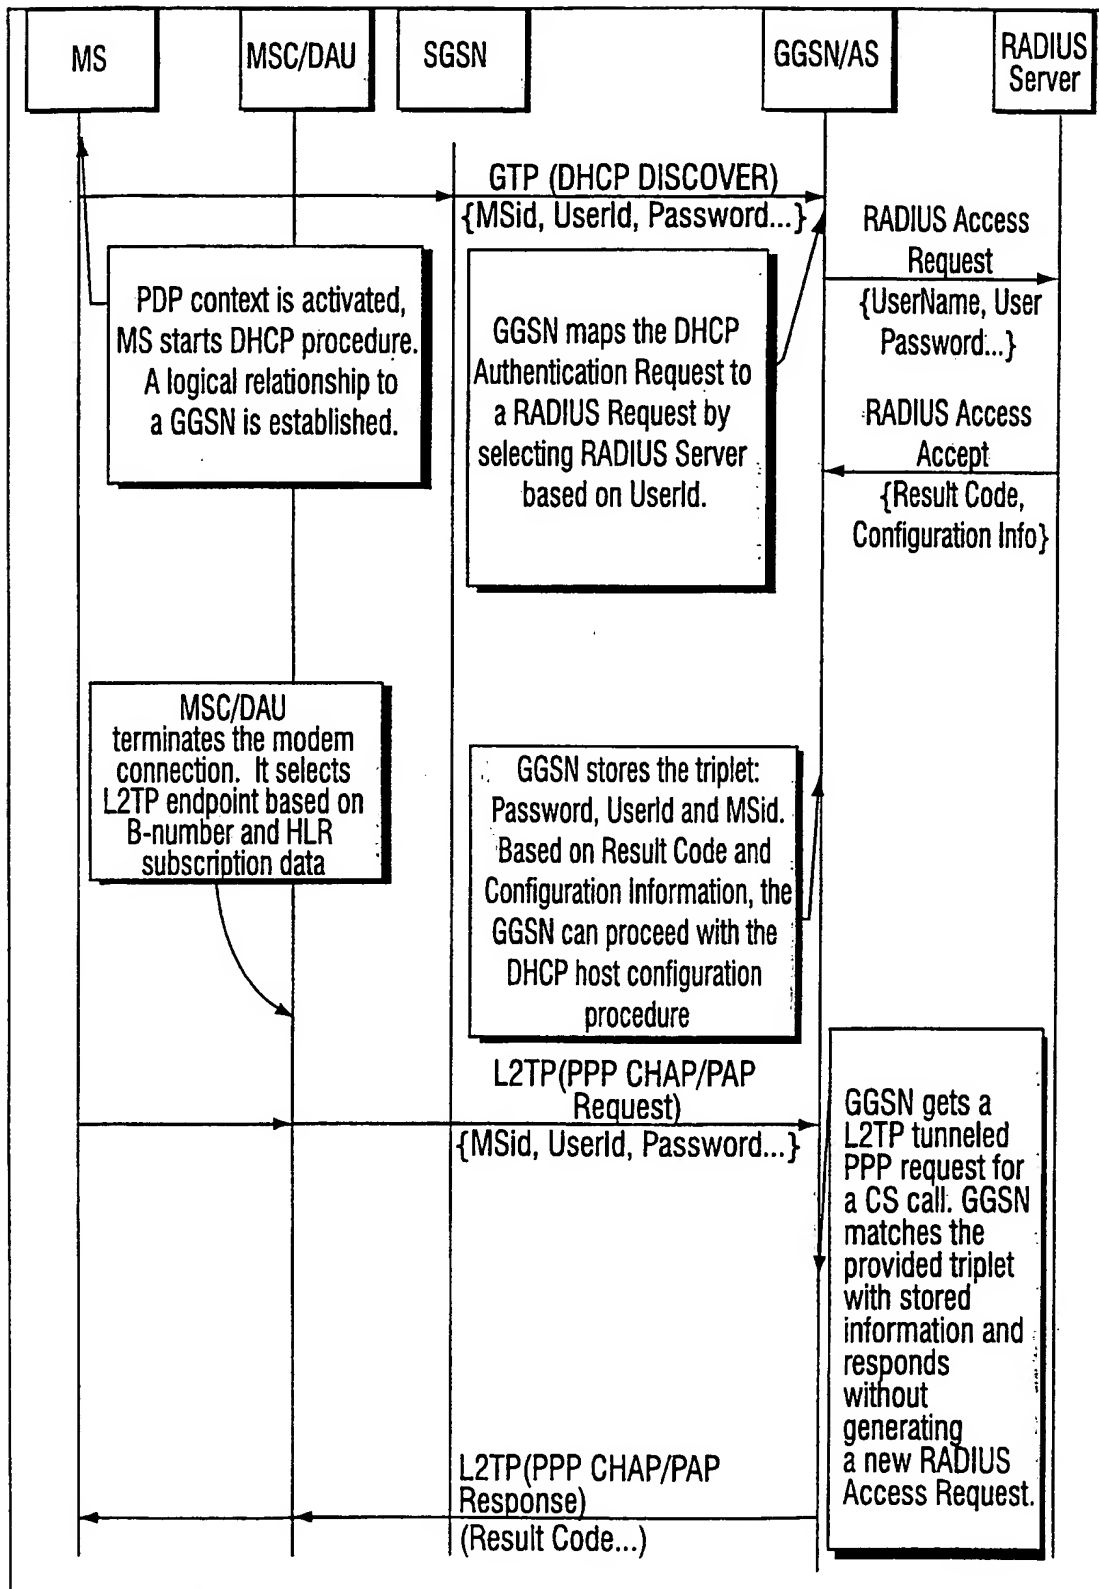 MS
MSC/DAU
SGSN
GGSN/AS
RADIUS
Server
GTP (DHCP DISCOVER)
{MSid, UserId, Password...}
RADIUS Access
Request
{UserName, User
Password...}
PDP context is activated,
MS starts DHCP procedure.
A logical relationship to
a GGSN is established.
GGSN maps the DHCP
Authentication Request to
a RADIUS Request by
selecting RADIUS Server
based on UserId.
RADIUS Access
Accept
{Result Code,
Configuration Info}
MSC/DAU
terminates the modem
connection. It selects
L2TP endpoint based on
B-number and HLR
subscription data
GGSN stores the triplet:
Password, UserId and MSid.
Based on Result Code and
Configuration Information, the
GGSN can proceed with the
DHCP host configuration
procedure
L2TP(PPP CHAP/PAP
Request)
{MSid, UserId, Password...}
GGSN gets a
L2TP tunneled
PPP request for
a CS call. GGSN
matches the
provided triplet
with stored
information and
responds
without
generating
a new RADIUS
Access Request.
L2TP(PPP CHAP/PAP
Response)
(Result Code...)